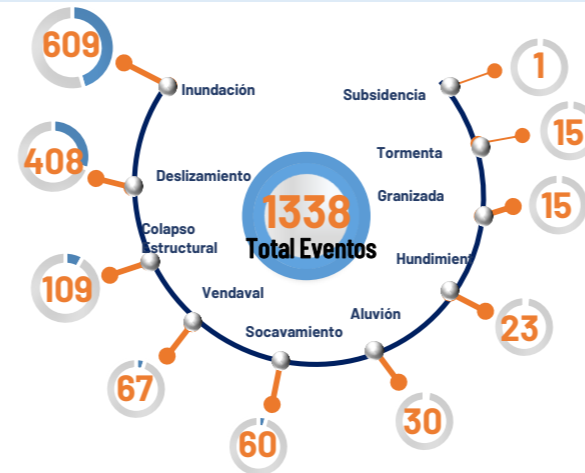 609
Inundación
408
Deslizamiento
Colapso
Estructural
109
Vendaval
67
Socavamiento
60
Aluvión
30
Hundimient
23
Granizada
15
Tormenta
15
Subsidencia
1
1338
Total Eventos